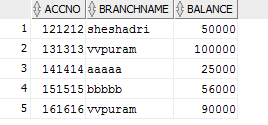 ACCNO BRANCHNAME BALANCE
1 121212 sheshadri 50000
2 131313 vvpuram 100000
3 141414 aaaaa 25000
4 151515 bbbbb 56000
5 161616 vvpuram 90000